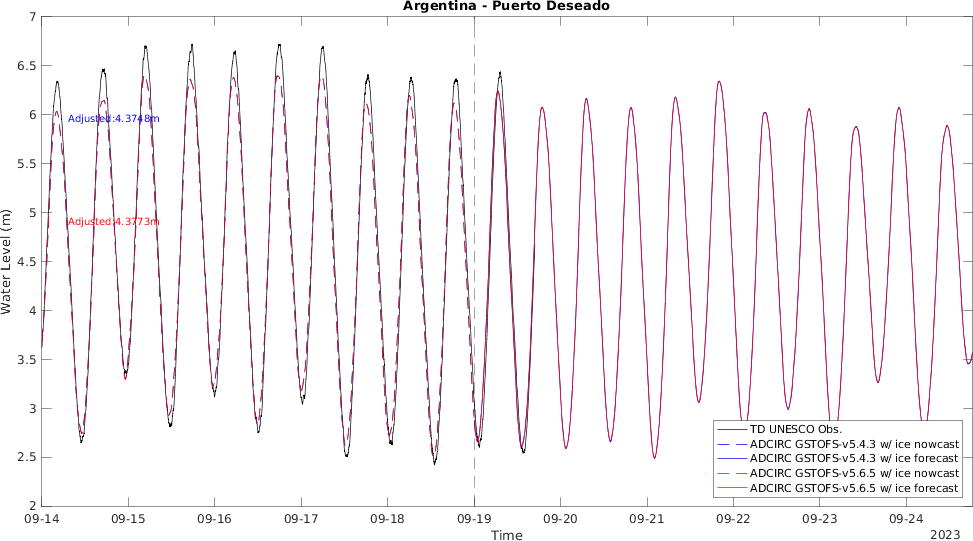 Argentina - Puerto Deseado
7
6.5
6
5.5
5
4.5
4
3.5
3
2.5
2
Water Level (m)
Adjusted:4.3748m
Adjusted:4.3773m
TD UNESCO Obs.
ADCIRC GSTOFS-v5.4.3 w/ ice nowcast
ADCIRC GSTOFS-v5.4.3 w/ ice forecast
ADCIRC GSTOFS-v5.6.5 w/ ice nowcast
ADCIRC GSTOFS-v5.6.5 w/ ice forecast
09-14 09-15 09-16 09-17 09-18 09-19 09-20 09-21 09-22 09-23 09-24
Time
2023